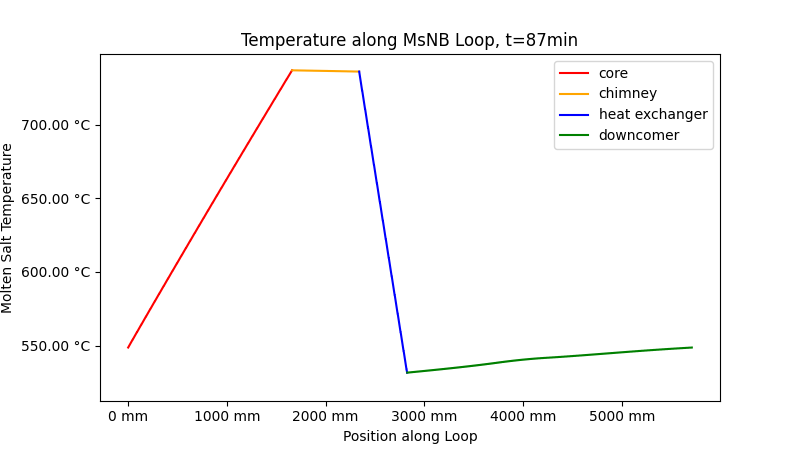 Temperature along MsNB Loop, t=87min
core
chimney
heat exchanger
downcomer
Molten Salt Temperature
700.00 °C
650.00 °C
600.00 °C
550.00 °C
0 mm
1000 mm
2000 mm
3000 mm
4000 mm
5000 mm
Position along Loop